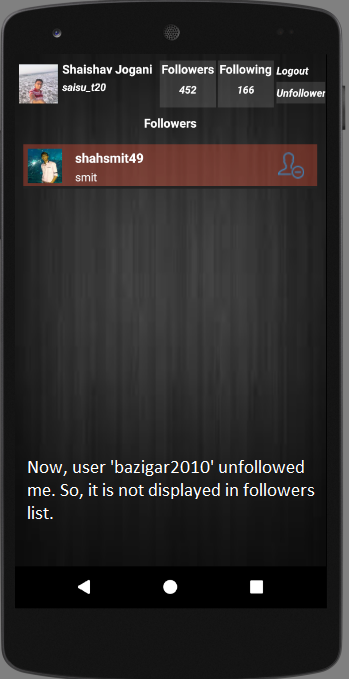 Shaishav Jogani
saisu_t20
Followers
452
Following
166
Logout
Unfollower
Followers
shahsmit49
smit
Now, user 'bazigar2010' unfollowed
me. So, it is not displayed in followers
list.